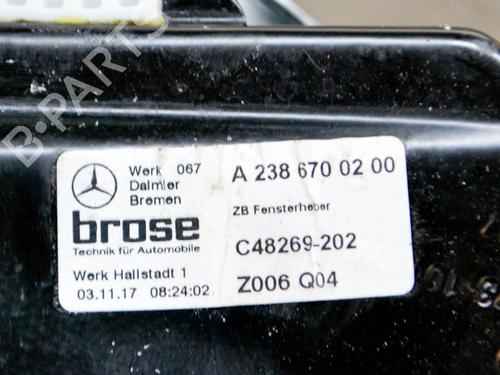 B-PARTS
Werk 067
Daimler
Bremen
A 238 670 02 00
ZB Fensterheber
brose
Technik für Automobile
C48269-202
Werk Hallstadt 1
03.11.17 08:24:02
Z006 Q04